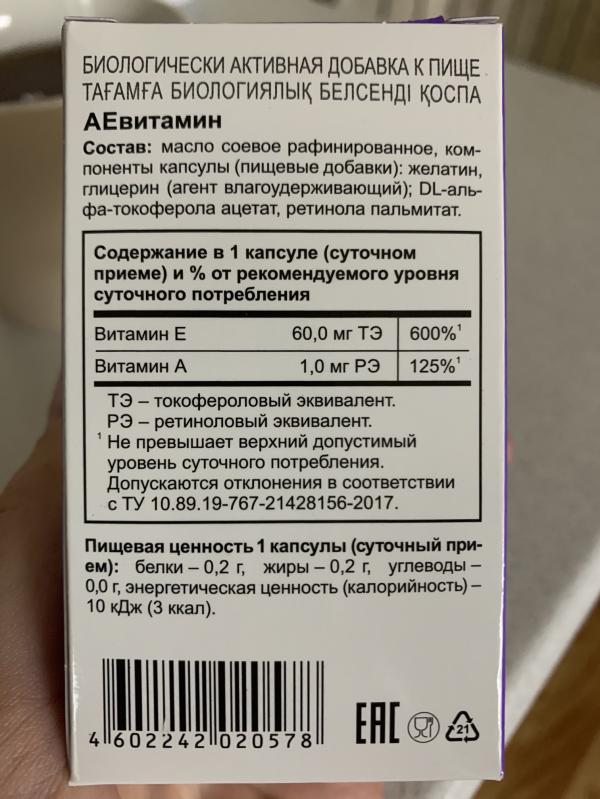 БИОЛОГИЧЕСКИ АКТИВНАЯ ДОБАВКА К ПИЩЕ
ТАҒАМҒА БИОЛОГИЯЛЫҚ БЕЛСЕНДІ ҚОСПА
АЕвитамин
Состав: масло соевое рафинированное, ком-
поненты капсулы (пищевые добавки): желатин,
глицерин (агент влагоудерживающий); DL-аль-
фа-токоферола ацетат, ретинола пальмитат.
Содержание в 1 капсуле (суточном
приеме) и % от рекомендуемого уровня
суточного потребления
Витамин Е 60,0 мг ТЭ 600%¹
Витамин А 1,0 мг РЭ 125%¹
ТЭ – токофероловый эквивалент.
РЭ – ретиноловый эквивалент.
¹ Не превышает верхний допустимый
уровень суточного потребления.
Допускаются отклонения в соответствии
с ТУ 10.89.19-767-21428156-2017.
Пищевая ценность 1 капсулы (суточный при-
ем): белки – 0,2 г, жиры – 0,2 г, углеводы –
0,0 г, энергетическая ценность (калорийность) –
10 кДж (3 ккал).
4 602242 020578
ЕАС
21